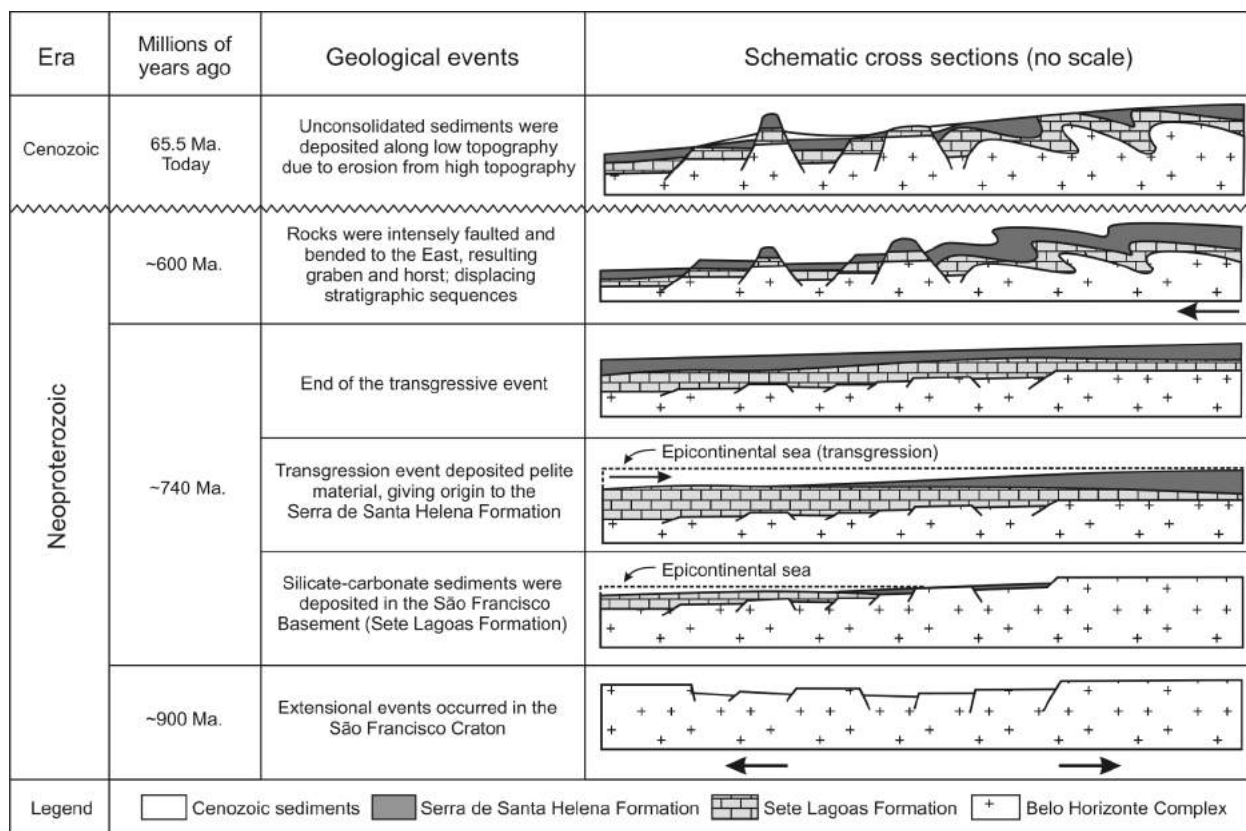 Era
Millions of
years ago
Geological events
Schematic cross sections (no scale)
Cenozoic
65.5 Ma.
Today
Unconsolidated sediments were
deposited along low topography
due to erosion from high topography
Neoproterozoic
~600 Ma.
Rocks were intensely faulted and
bended to the East, resulting
graben and horst; displacing
stratigraphic sequences
~740 Ma.
End of the transgressive event
Transgression event deposited pelite
material, giving origin to the
Serra de Santa Helena Formation
Epicontinental sea (transgression)
Silicate-carbonate sediments were
deposited in the São Francisco
Basement (Sete Lagoas Formation)
Epicontinental sea
~900 Ma.
Extensional events occurred in the
São Francisco Craton
Legend
Cenozoic sediments
Serra de Santa Helena Formation
Sete Lagoas Formation
Belo Horizonte Complex